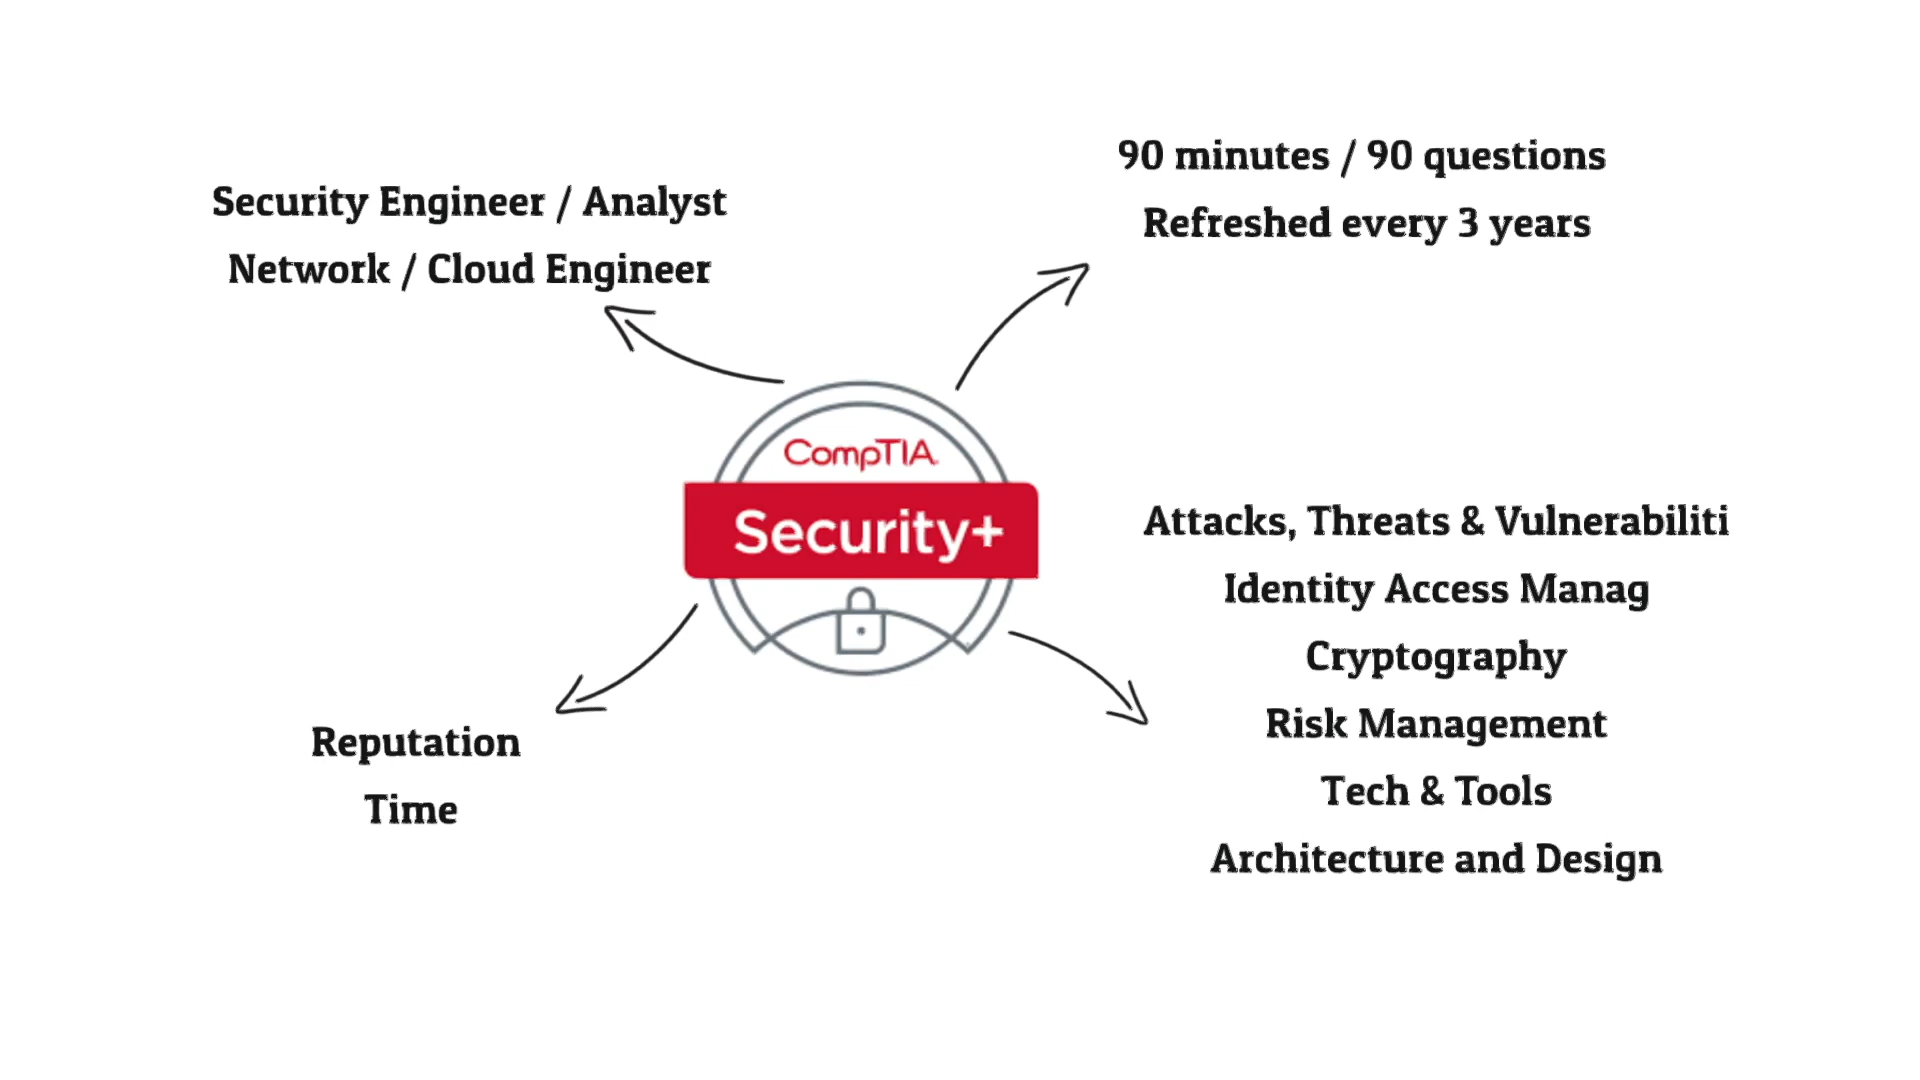 Security Engineer / Analyst
Network / Cloud Engineer
90 minutes / 90 questions
Refreshed every 3 years
CompTIA.
Security+
Reputation
Time
Attacks, Threats & Vulnerabiliti
Identity Access Manag
Cryptography
Risk Management
Tech & Tools
Architecture and Design